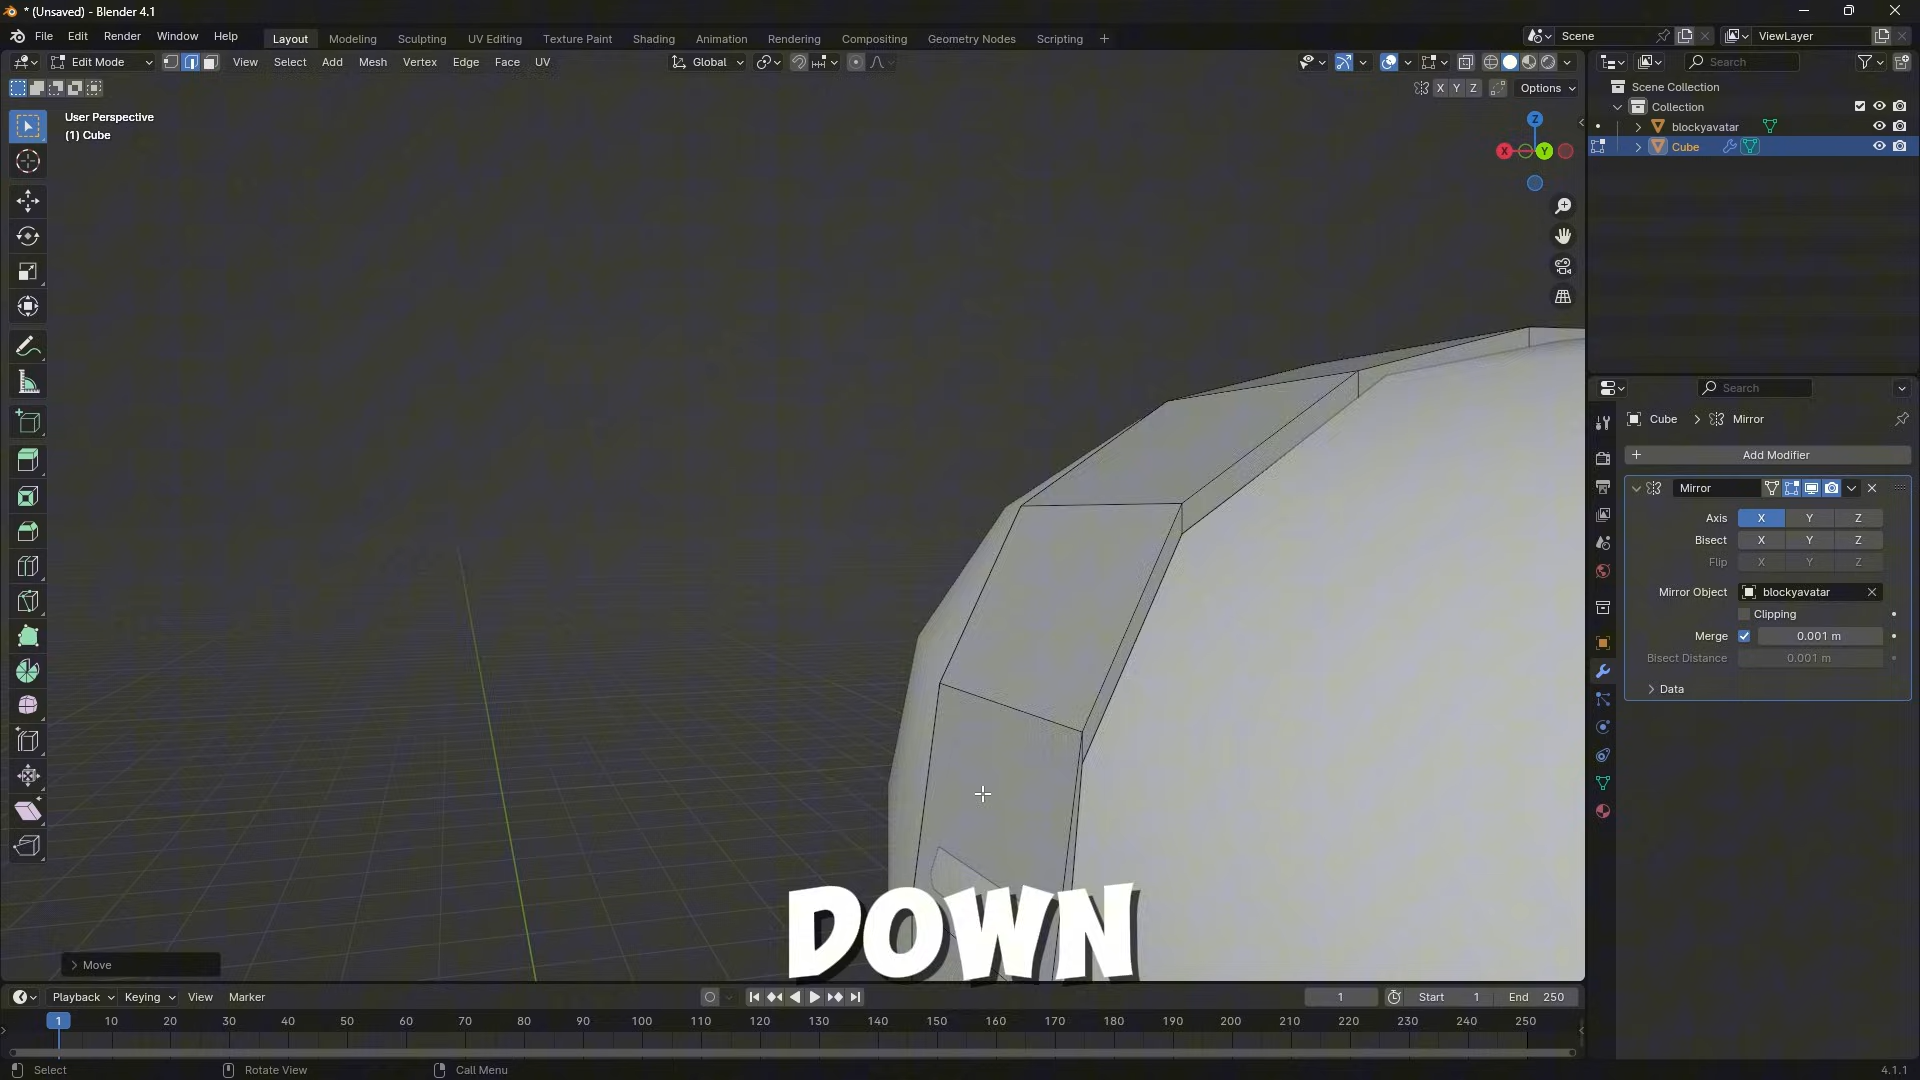 * (Unsaved) - Blender 4.1
File Edit Render Window Help
Layout Modeling Sculpting UV Editing Texture Paint Shading Animation Rendering Compositing Geometry Nodes Scripting +
Scene
ViewLayer
Edit Mode
View Select Add Mesh Vertex Edge Face UV
Global
Search
X Y Z Options
User Perspective
(1) Cube
Z
X Y
Scene Collection
Collection
blockyavatar
Cube
Search
Cube > Mirror
+ Add Modifier
Mirror
Axis X Y Z
Bisect X Y Z
Flip X Y Z
Mirror Object blockyavatar
Clipping
Merge 0.001 m
Bisect Distance 0.001 m
> Data
DOWN
> Move
Playback Keying View Marker
1 Start 1 End 250
1 10 20 30 40 50 60 70 80 90 100 110 120 130 140 150 160 170 180 190 200 210 220 230 240 250
Select Rotate View Call Menu 4.1.1